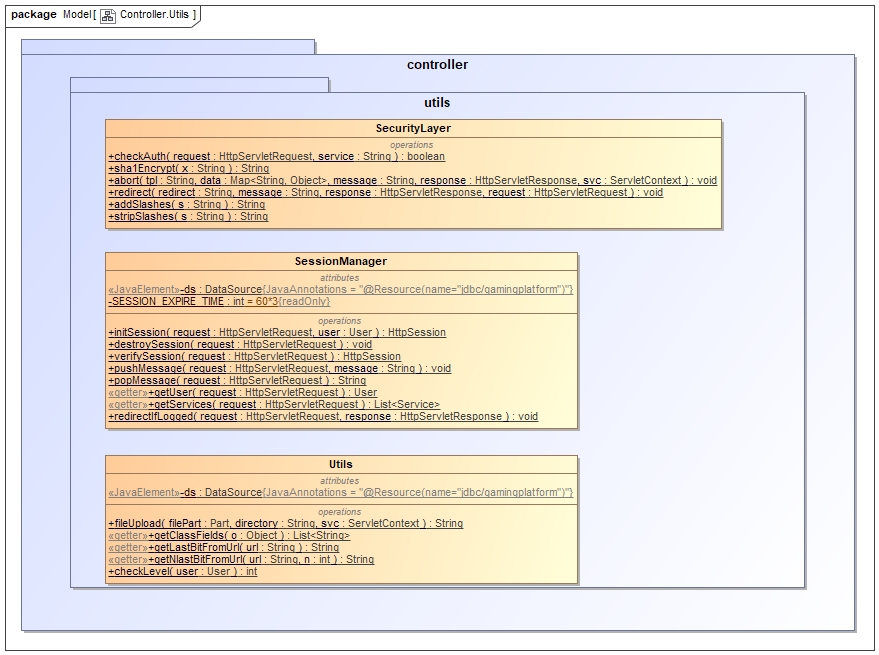 package Model[ Controller.Utils ]
controller
utils
SecurityLayer
operations
+checkAuth( request : HttpServletRequest, service : String ) : boolean
+sha1Encrypt( x : String ) : String
+abort( tpl : String, data : Map<String, Object>, message : String, response : HttpServletResponse, svc : ServletContext ) : void
+redirect( redirect : String, message : String, response : HttpServletResponse, request : HttpServletRequest ) : void
+addSlashes( s : String ) : String
+stripSlashes( s : String ) : String
SessionManager
attributes
«JavaElement»-ds : DataSource{JavaAnnotations = "@Resource(name="jdbc/gamingplatform")"}
-SESSION_EXPIRE_TIME : int = 60*3{readOnly}
operations
+initSession( request : HttpServletRequest, user : User ) : HttpSession
+destroySession( request : HttpServletRequest ) : void
+verifySession( request : HttpServletRequest ) : HttpSession
+pushMessage( request : HttpServletRequest, message : String ) : void
+popMessage( request : HttpServletRequest ) : String
«getter»+getUser( request : HttpServletRequest ) : User
«getter»+getServices( request : HttpServletRequest ) : List<Service>
+redirectIfLogged( request : HttpServletRequest, response : HttpServletResponse ) : void
Utils
attributes
«JavaElement»-ds : DataSource{JavaAnnotations = "@Resource(name="jdbc/gamingplatform")"}
operations
+fileUpload( filePart : Part, directory : String, svc : ServletContext ) : String
«getter»+getClassFields( o : Object ) : List<String>
«getter»+getLastBitFromUrl( url : String ) : String
«getter»+getNlastBitFromUrl( url : String, n : int ) : String
+checkLevel( user : User ) : int